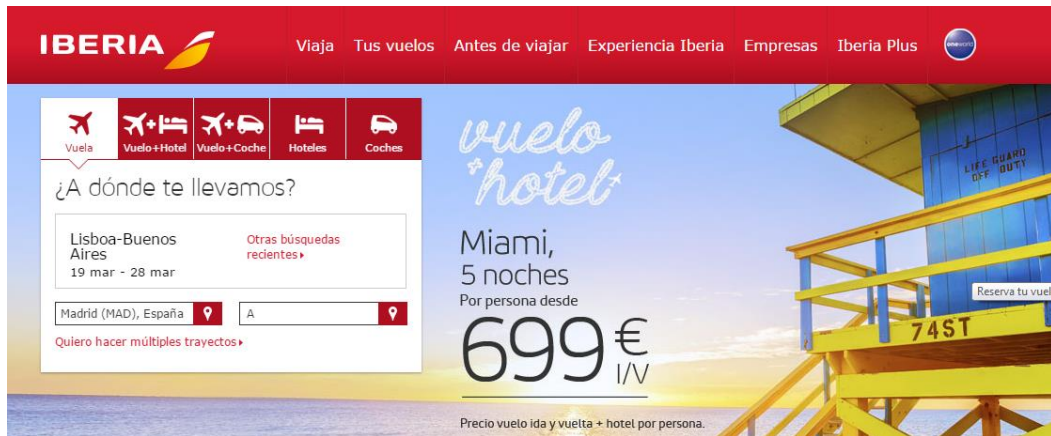 IBERIA
Viaja Tus vuelos Antes de viajar Experiencia Iberia Empresas Iberia Plus oneworld
Vuela Vuelo+Hotel Vuelo+Coche Hoteles Coches
¿A dónde te llevamos?
Lisboa-Buenos
Aires
19 mar - 28 mar
Otras búsquedas
recientes
Madrid (MAD), España A
Quiero hacer múltiples trayectos
vuelo
+hotel
Miami,
5 noches
Por persona desde
699€
I/V
Precio vuelo ida y vuelta + hotel por persona.
LIFE GUARD
OFF DUTY
Reserva tu vuel
74ST